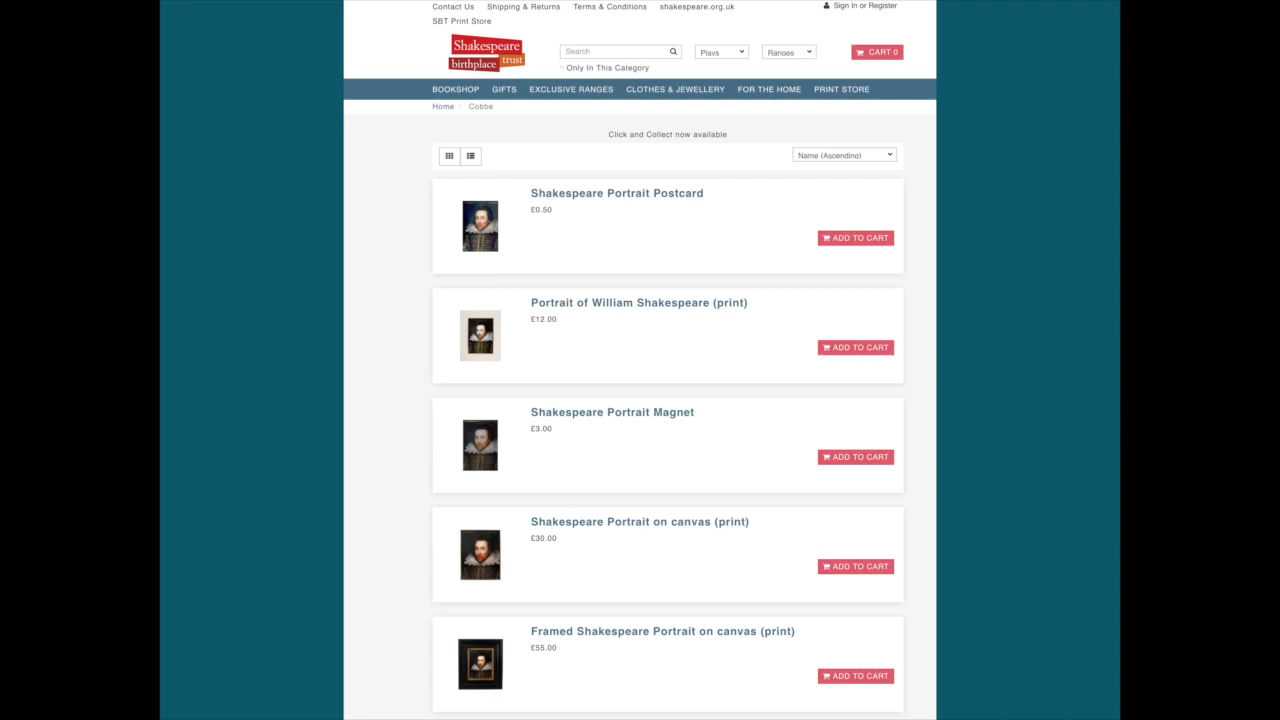 Contact Us Shipping & Returns Terms & Conditions shakespeare.org.uk Sign In or Register
SBT Print Store
Shakespeare
birthplace trust
Search Plays Ranges CART 0
Only In This Category
BOOKSHOP GIFTS EXCLUSIVE RANGES CLOTHES & JEWELLERY FOR THE HOME PRINT STORE
Home / Cobbe
Click and Collect now available
Name (Ascending)
Shakespeare Portrait Postcard
£0.50
ADD TO CART
Portrait of William Shakespeare (print)
£12.00
ADD TO CART
Shakespeare Portrait Magnet
£3.00
ADD TO CART
Shakespeare Portrait on canvas (print)
£30.00
ADD TO CART
Framed Shakespeare Portrait on canvas (print)
£55.00
ADD TO CART